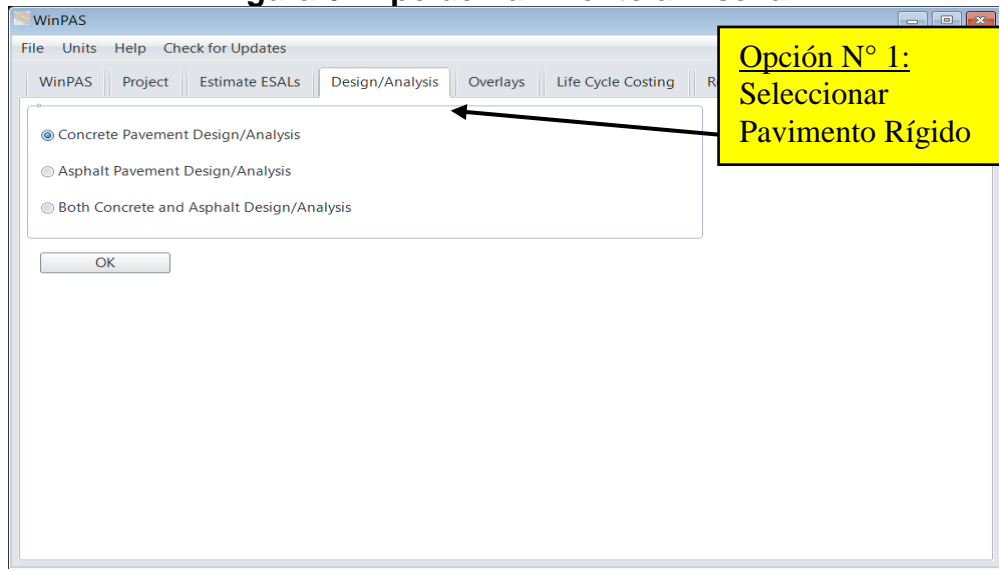 WinPAS
File Units Help Check for Updates
WinPAS Project Estimate ESALs Design/Analysis Overlays Life Cycle Costing
Opción N° 1:
Seleccionar
Pavimento Rígido
Concrete Pavement Design/Analysis
Asphalt Pavement Design/Analysis
Both Concrete and Asphalt Design/Analysis
OK